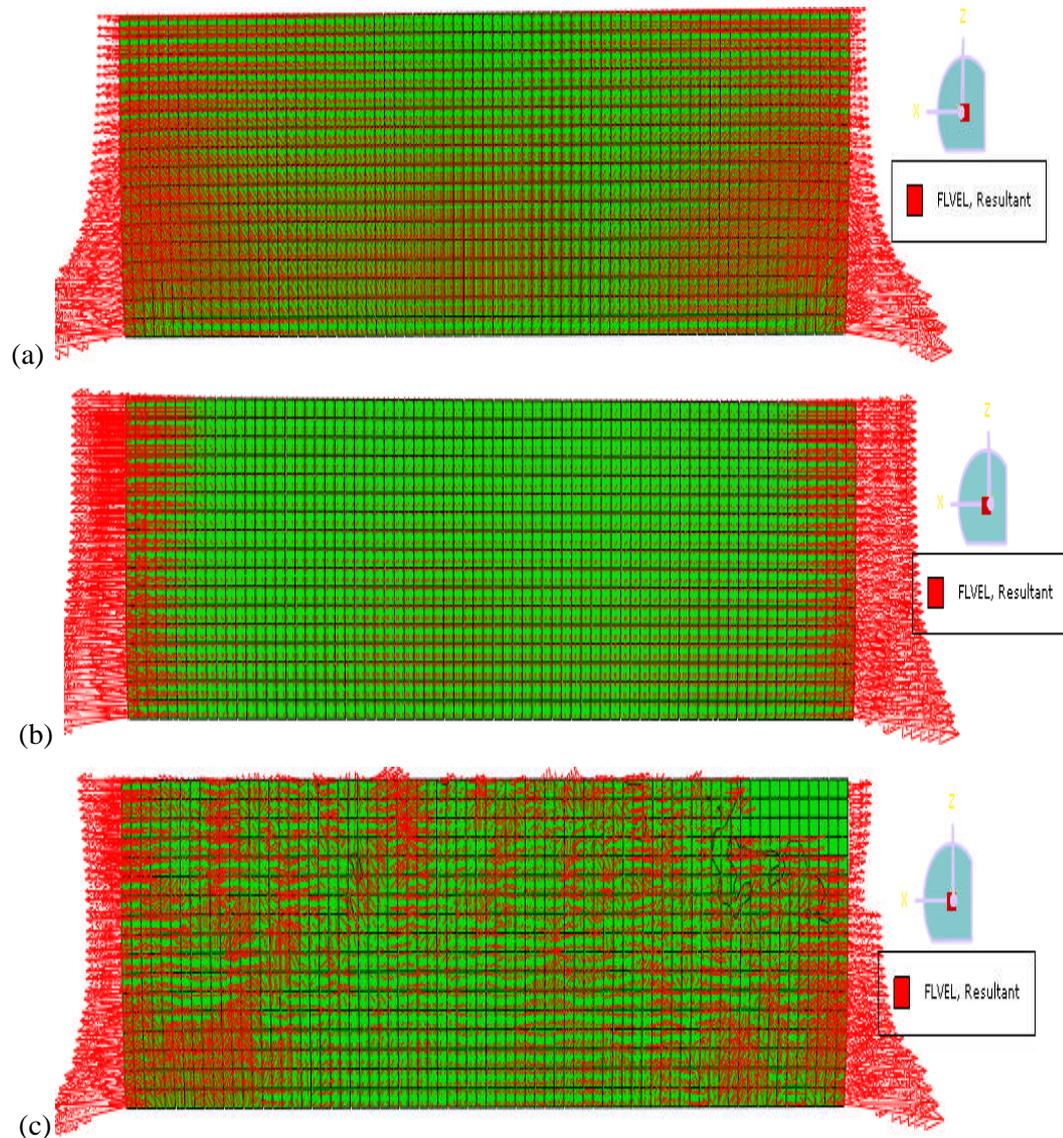 Z
X
FLVEL, Resultant
(a)
Z
X
FLVEL, Resultant
(b)
Z
X
FLVEL, Resultant
(c)